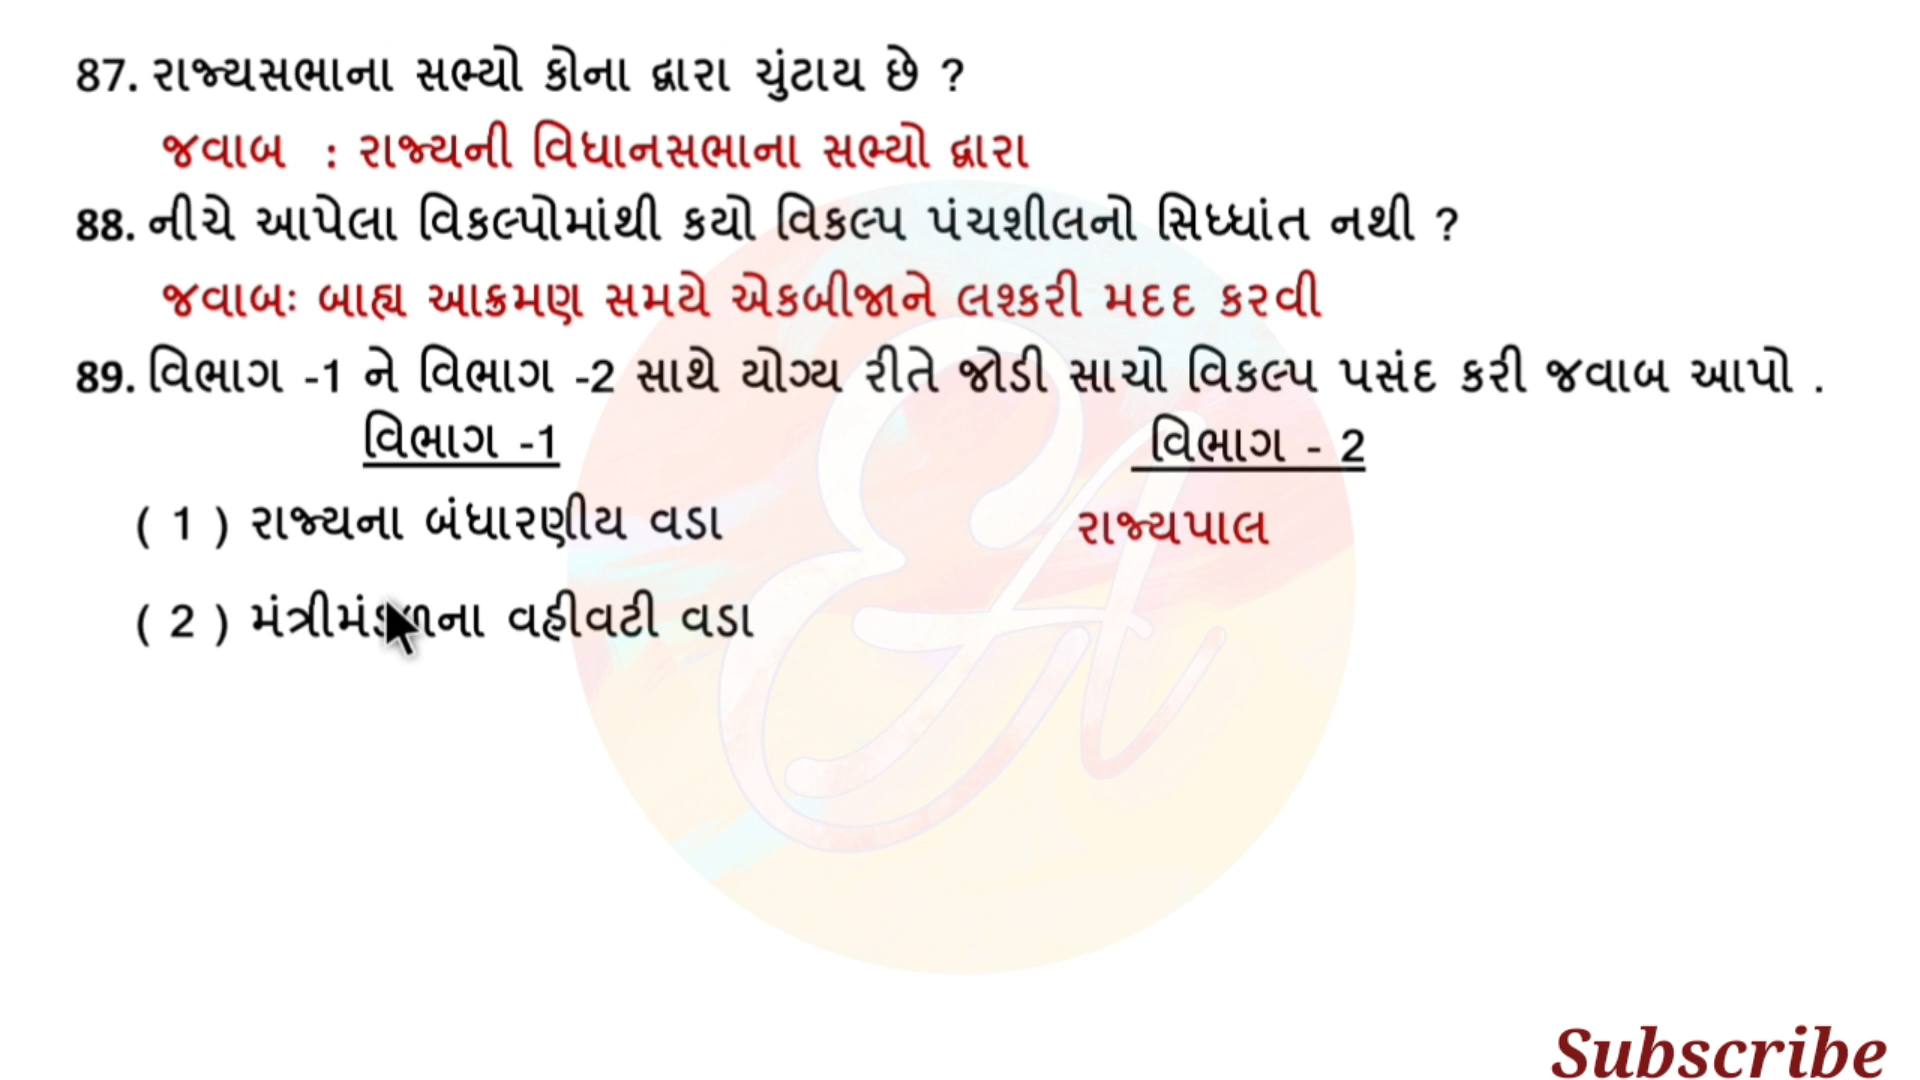 87. રાજ્યસભાના સભ્યો કોના દ્વારા ચુંટાય છે ?
જવાબ : રાજ્યની વિધાનસભાના સભ્યો દ્વારા
88. નીચે આપેલા વિકલ્પોમાંથી કયો વિકલ્પ પંચશીલનો સિધ્ધાંત નથી ?
જવાબઃ બાહ્ય આક્રમણ સમયે એકબીજાને લશ્કરી મદદ કરવી
89. વિભાગ -1 ને વિભાગ -2 સાથે યોગ્ય રીતે જોડી સાચો વિકલ્પ પસંદ કરી જવાબ આપો .
વિભાગ -1 વિભાગ - 2
( 1 ) રાજ્યના બંધારણીય વડા રાજ્યપાલ
( 2 ) મંત્રીમંડળના વહીવટી વડા
EA
Subscribe